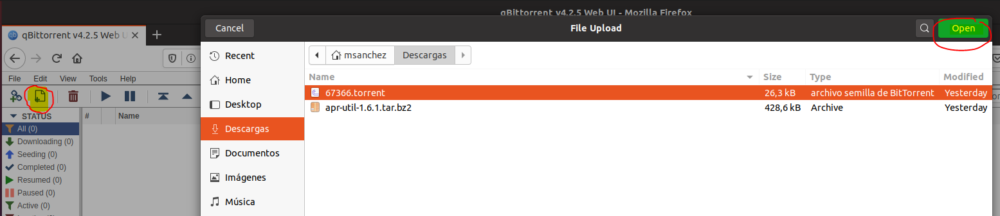 qBittorrent v4.2.5 Web UI - Mozilla Firefox
qb qBittorrent v4.2.5 Web U
Cancel File Upload Open
File Edit View Tools Help
STATUS
# Name
All (0)
Downloading (0)
Seeding (0)
Completed (0)
Resumed (0)
Paused (0)
Active (0)
Recent
Home
Desktop
Descargas
Documentos
Imágenes
Música
msanchez Descargas
Name Size Type Modified
67366.torrent 26,3 kB archivo semilla de BitTorrent Yesterday
apr-util-1.6.1.tar.bz2 428,6 kB Archive Yesterday